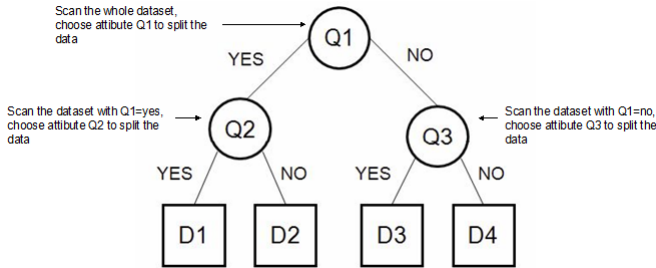 Scan the whole dataset,
choose attibute Q1 to split the
data
Q1
YES
NO
Scan the dataset with Q1=yes,
choose attibute Q2 to split the
data
Q2
Q3
Scan the dataset with Q1=no,
choose attibute Q3 to split the
data
YES
NO
YES
NO
D1
D2
D3
D4